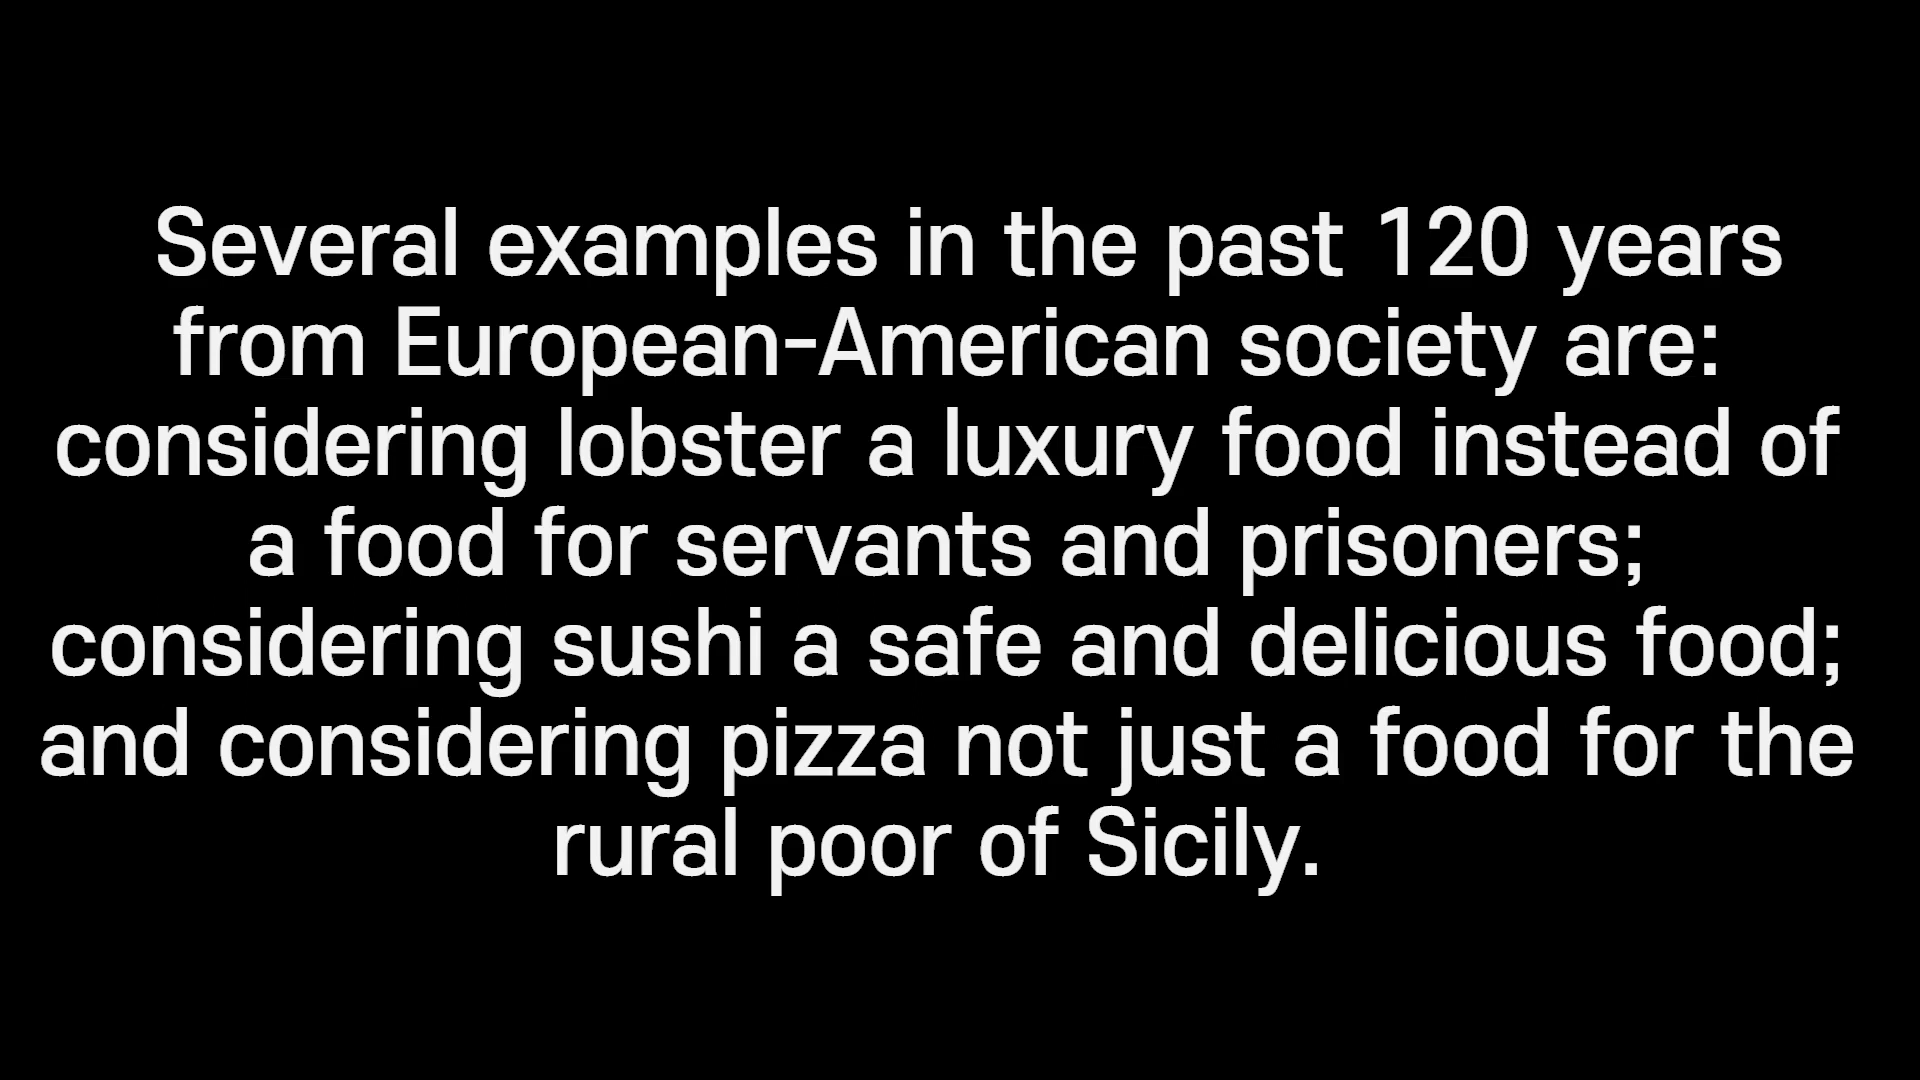 Several examples in the past 120 years
from European-American society are:
considering lobster a luxury food instead of
a food for servants and prisoners;
considering sushi a safe and delicious food;
and considering pizza not just a food for the
rural poor of Sicily.